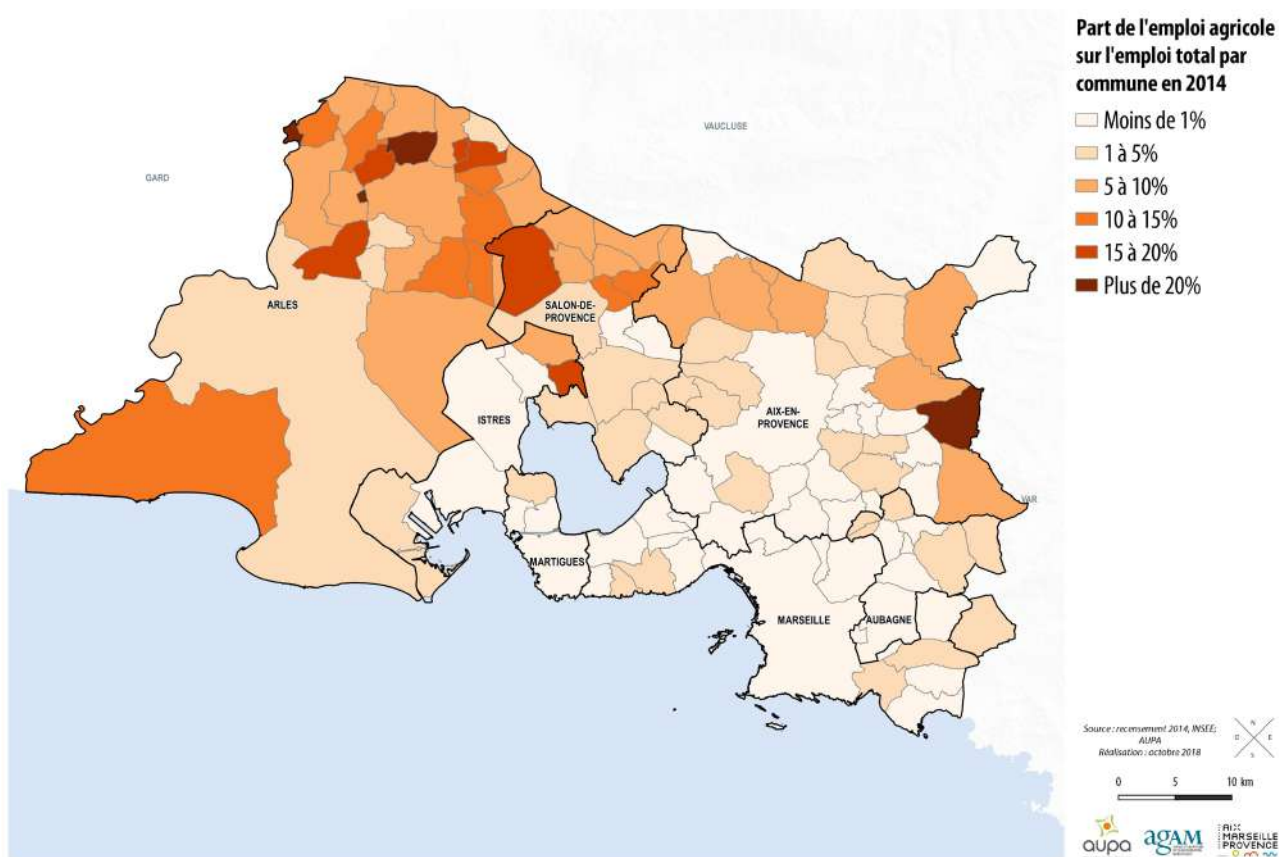 Part de l'emploi agricole
sur l'emploi total par
commune en 2014
Moins de 1%
1 à 5%
5 à 10%
10 à 15%
15 à 20%
Plus de 20%
VAUCLUSE
GARD
ARLES
SALON-DE-
PROVENCE
ISTRES
AIX-EN-
PROVENCE
VAR
MARTIGUES
MARSEILLE
AUBAGNE
Source : recensement 2014, INSEE;
AUPA
Réalisation : octobre 2018
N
O E
S
0 5 10 km
aupa
agAM
AIX
MARSEILLE
PROVENCE